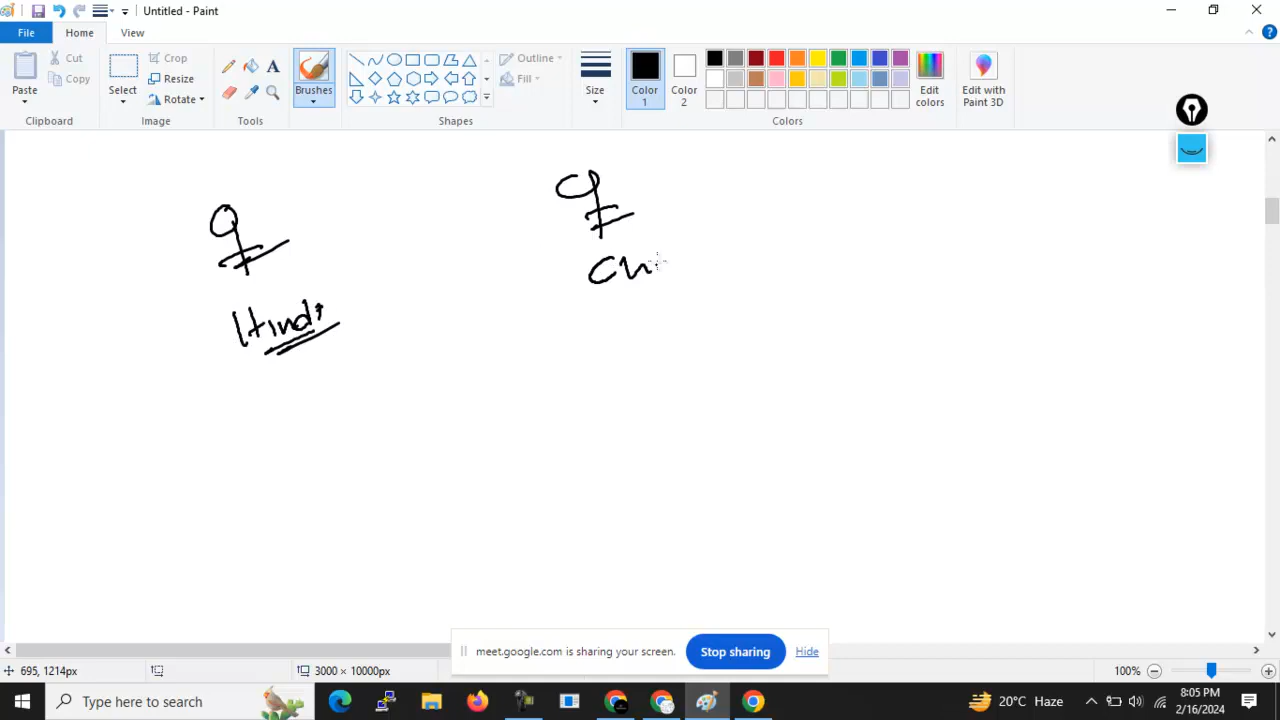 Untitled - Paint
File
Home
View
Paste
Cut
Copy
Clipboard
Select
Crop
Resize
Rotate
Image
Tools
Brushes
Shapes
Outline
Fill
Size
Color 1
Color 2
Edit colors
Colors
Edit with Paint 3D
Hindi
meet.google.com is sharing your screen.
Stop sharing
Hide
695, 1214px
3000 × 10000px
100%
Type here to search
20°C Haze
8:05 PM
2/16/2024